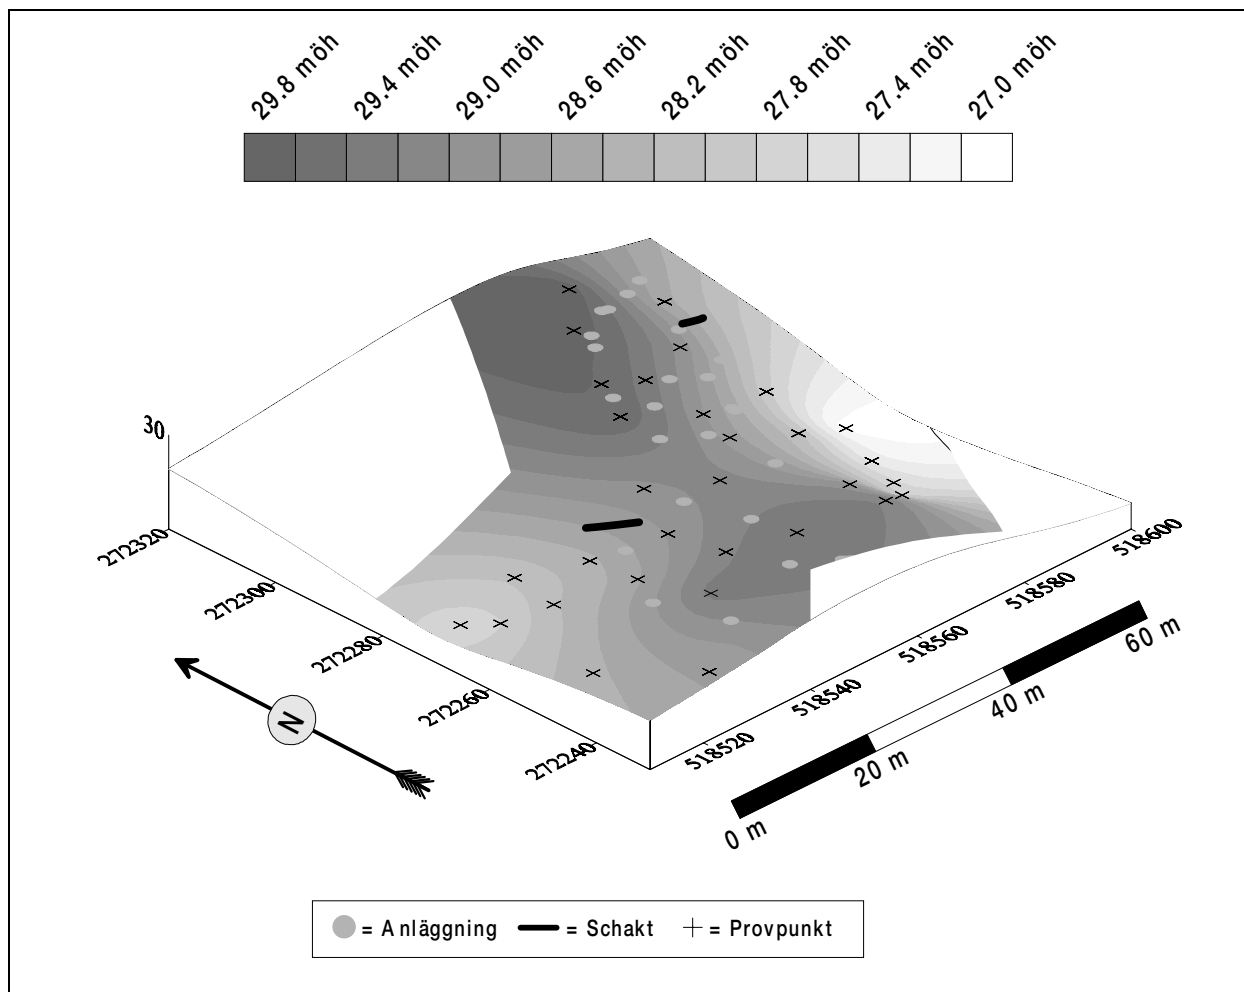 29.8 möh
29.4 möh
29.0 möh
28.6 möh
28.2 möh
27.8 möh
27.4 möh
27.0 möh
30
272320
272300
272280
272260
272240
518520
518540
518560
518580
518600
N
0 m
20 m
40 m
60 m
= Anläggning = Schakt = Provpunkt